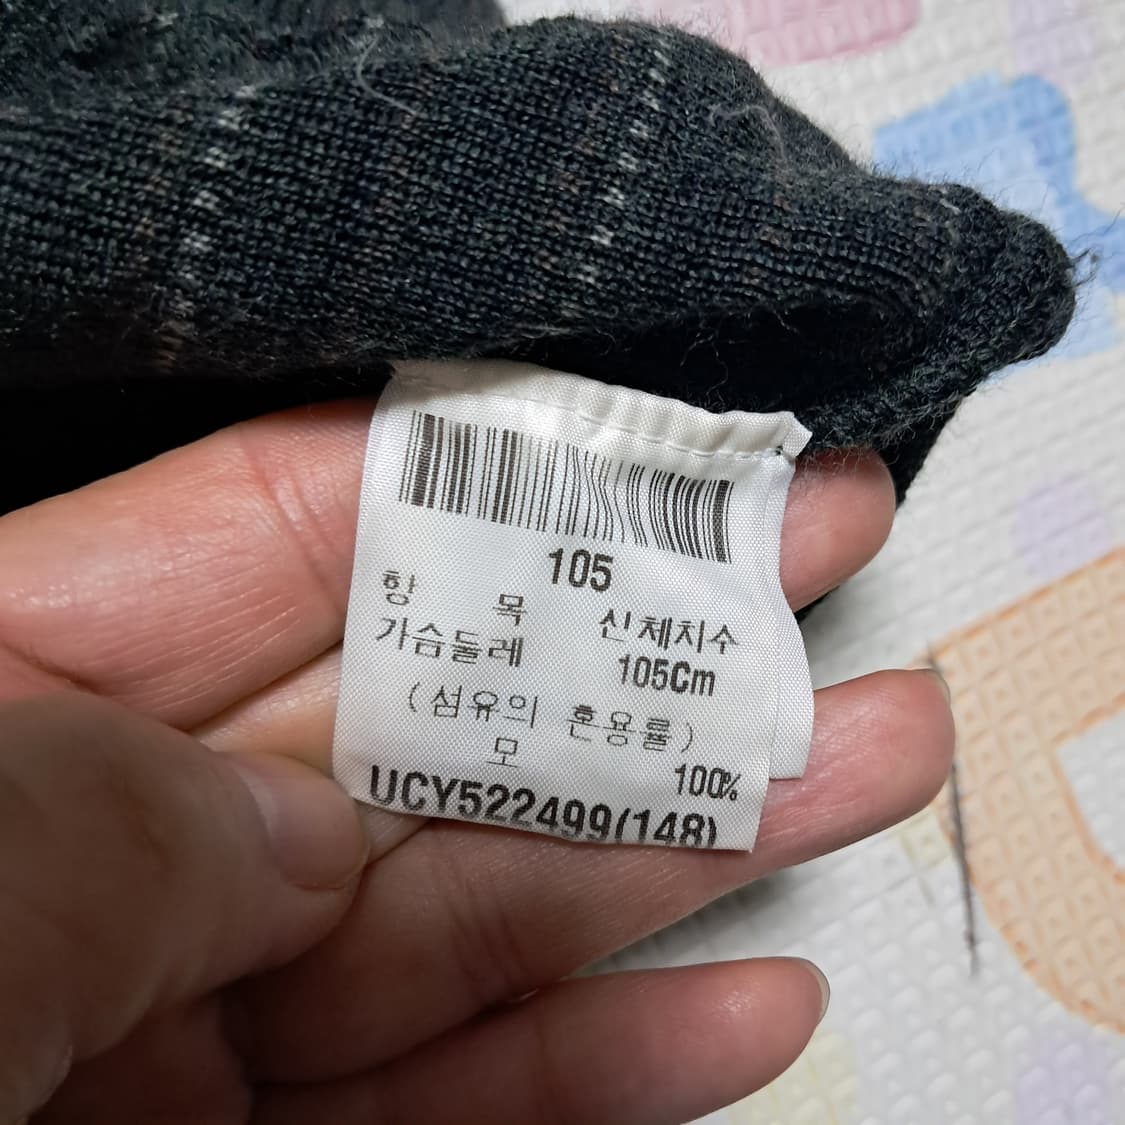 105
항 목 신체치수
가슴둘레 105Cm
(섬유의 혼용률)
모 100%
UCY522499(148)